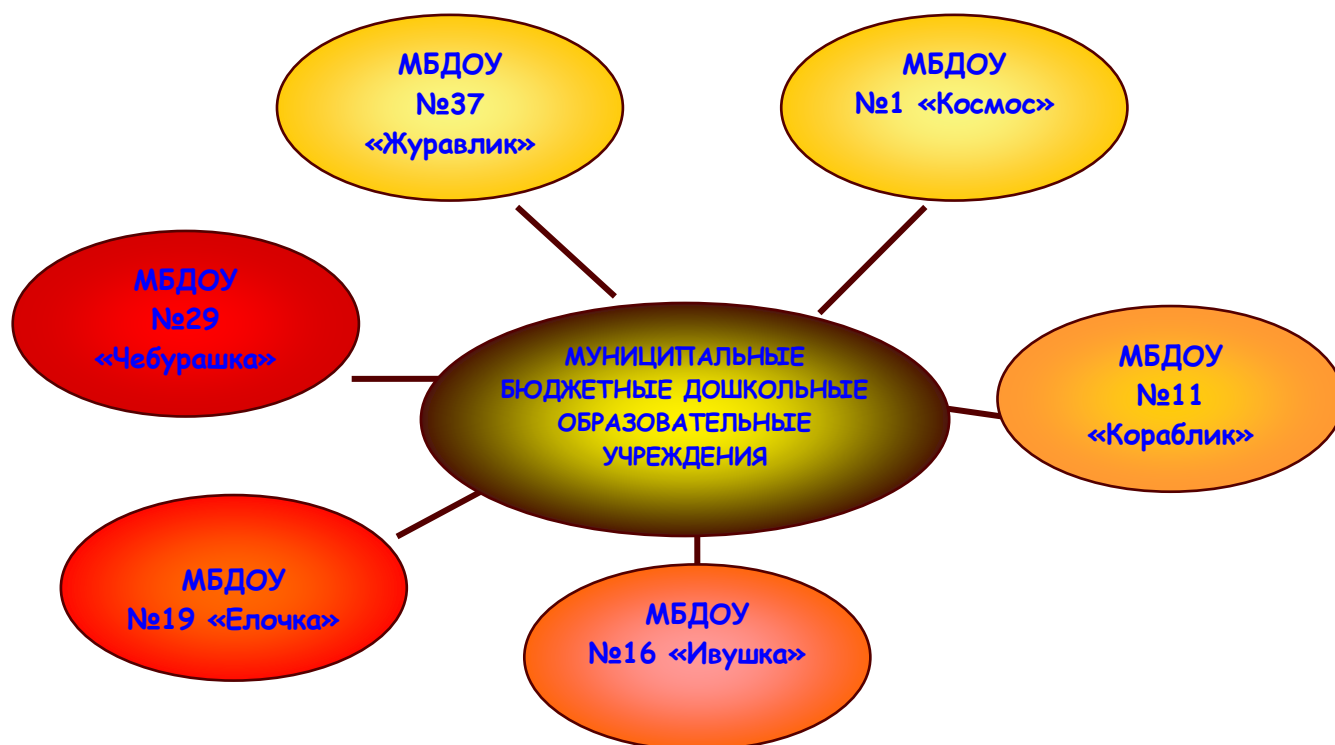 МБДОУ
№37
«Журавлик»
МБДОУ
№1 «Космос»
МБДОУ
№29
«Чебурашка»
МУНИЦИПАЛЬНЫЕ
БЮДЖЕТНЫЕ ДОШКОЛЬНЫЕ
ОБРАЗОВАТЕЛЬНЫЕ
УЧРЕЖДЕНИЯ
МБДОУ
№11
«Кораблик»
МБДОУ
№19 «Елочка»
МБДОУ
№16 «Ивушка»